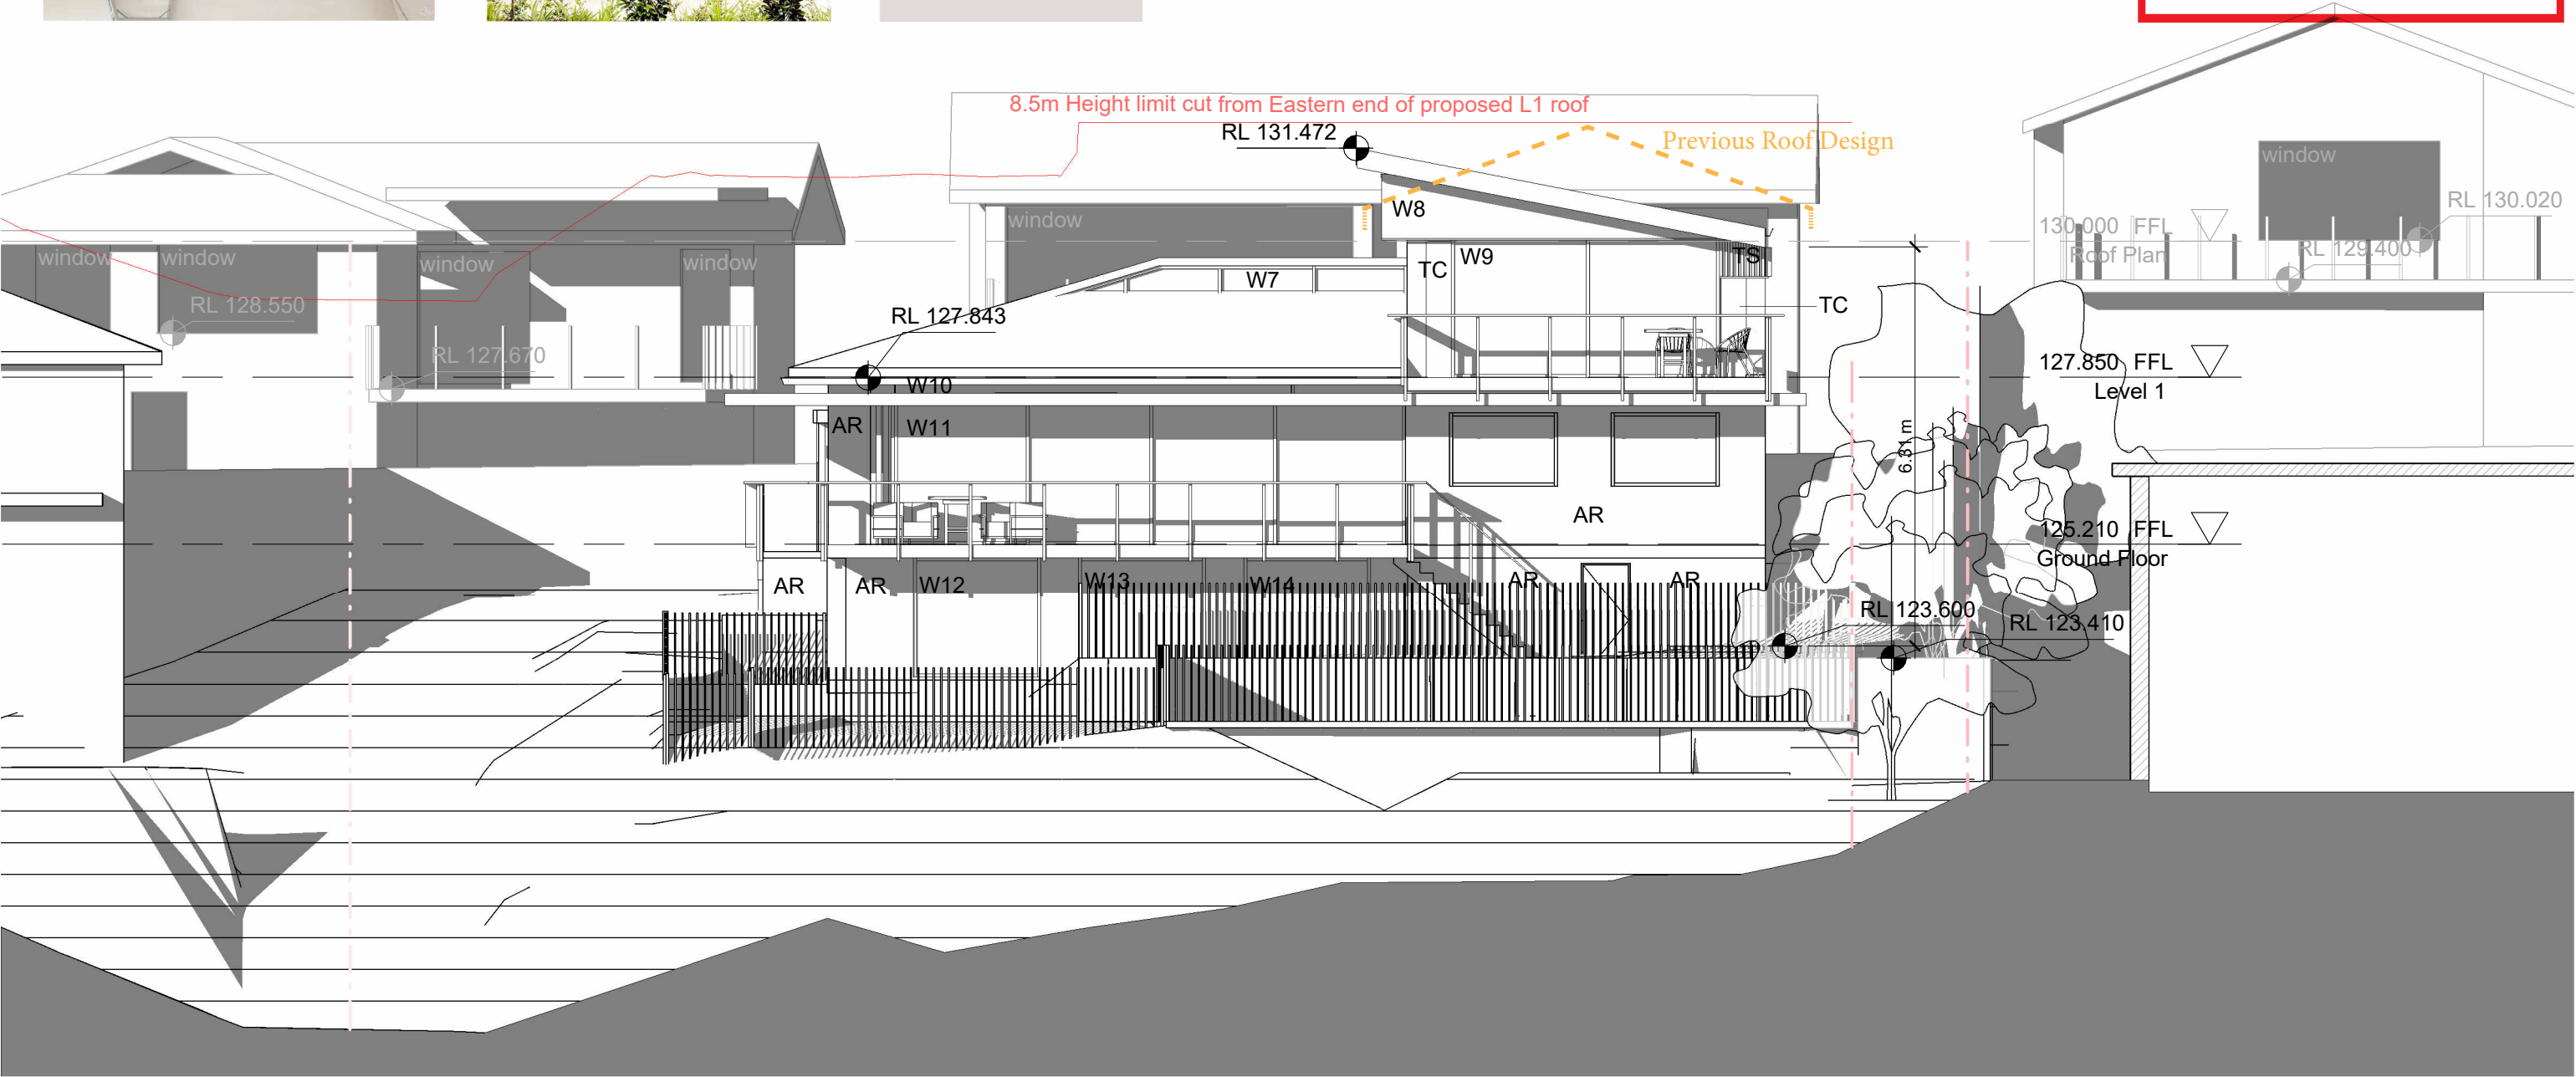 8.5m Height limit cut from Eastern end of proposed L1 roof
RL 131.472
Previous Roof Design
window
RL 130.020
W8
window
130.000 FFL
Roof Plan
RL 129.400
window
window
window
window
W9
TS
TC
W7
RL 128.550
RL 127.843
TC
RL 127.670
127.850 FFL
Level 1
W10
AR
W11
6.31 m
AR
125.210 FFL
Ground Floor
AR
AR
W12
W13
W14
AR
AR
RL 123.600
RL 123.410